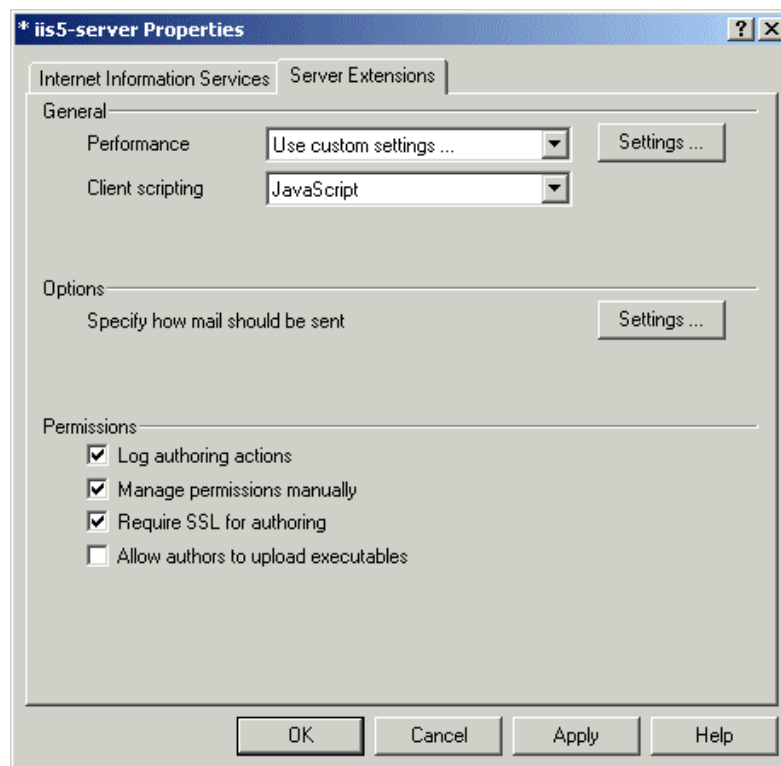 * iis5-server Properties
Internet Information Services
Server Extensions
General
Performance
Use custom settings ...
Settings ...
Client scripting
JavaScript
Options
Specify how mail should be sent
Settings ...
Permissions
Log authoring actions
Manage permissions manually
Require SSL for authoring
Allow authors to upload executables
OK
Cancel
Apply
Help